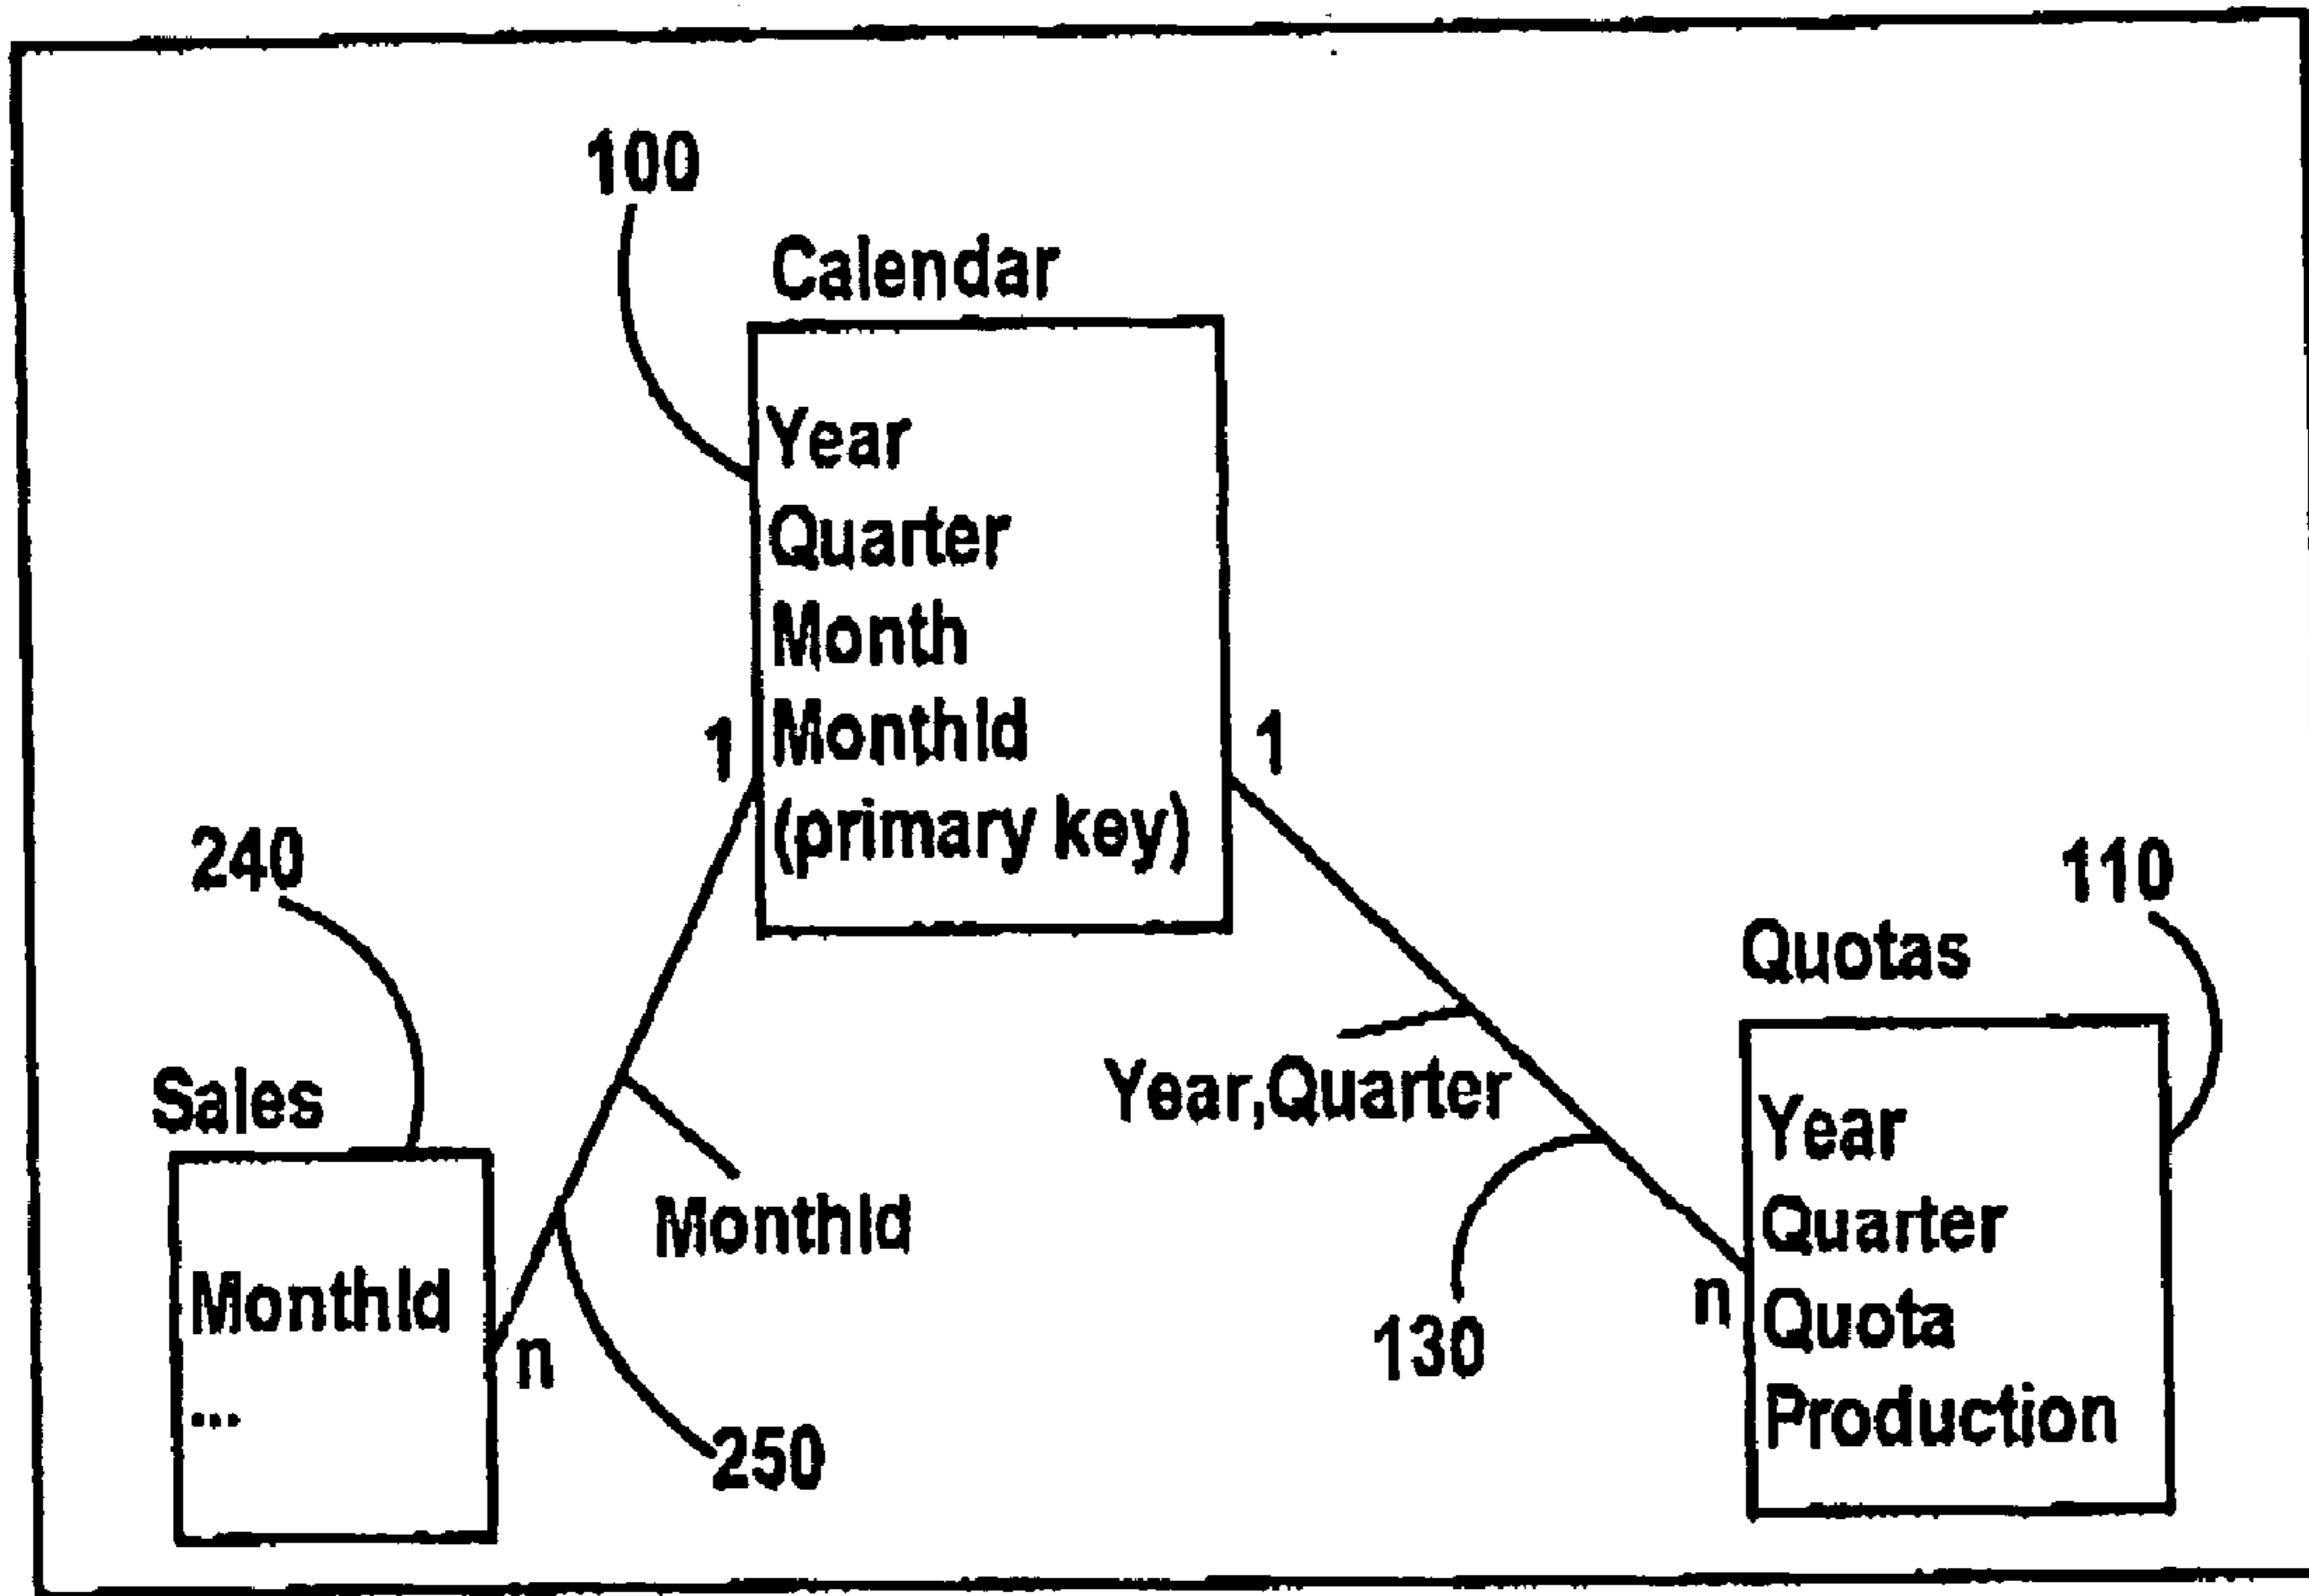 100
Calendar
Year
Quarter
Month
MonthId
(primary key)
1
1
240
110
Quotas
Sales
Year,Quarter
Year
Quarter
Quota
Production
MonthId
MonthId
...
n
n
130
250